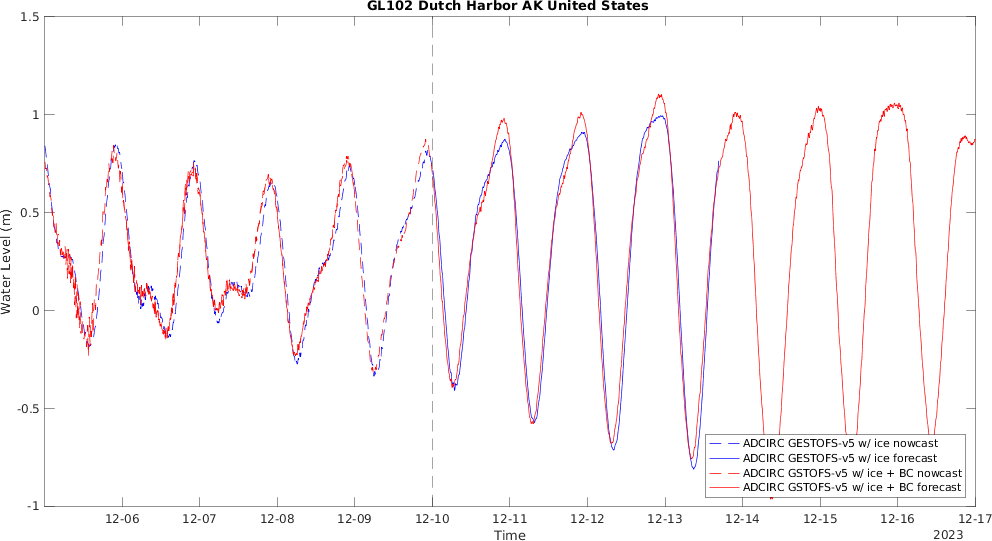 GL102 Dutch Harbor AK United States
1.5
1
0.5
0
-0.5
-1
Water Level (m)
ADCIRC GESTOFS-v5 w/ ice nowcast
ADCIRC GESTOFS-v5 w/ ice forecast
ADCIRC GSTOFS-v5 w/ ice + BC nowcast
ADCIRC GSTOFS-v5 w/ ice + BC forecast
12-06 12-07 12-08 12-09 12-10 12-11 12-12 12-13 12-14 12-15 12-16 12-17
Time
2023